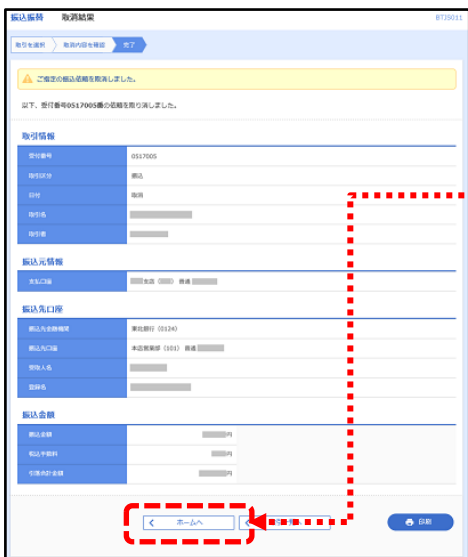 振込振替 取消結果 BTJS011
取引を選択 取消内容を確認 完了
ご指定の振込依頼を取消しました。
以下、受付番号0517005番の依頼を取り消しました。
取引情報
受付番号 0517005
取引区分 振込
日付 取消
取引名
取引者
振込元情報
支払口座 支店 ( ) 普通
振込先口座
振込先金融機関 東北銀行 (0124)
振込先口座 本店営業部 (101) 普通
受取人名
登録名
振込金額
振込金額 円
振込手数料 円
引落合計金額 円
ホームへ
印刷